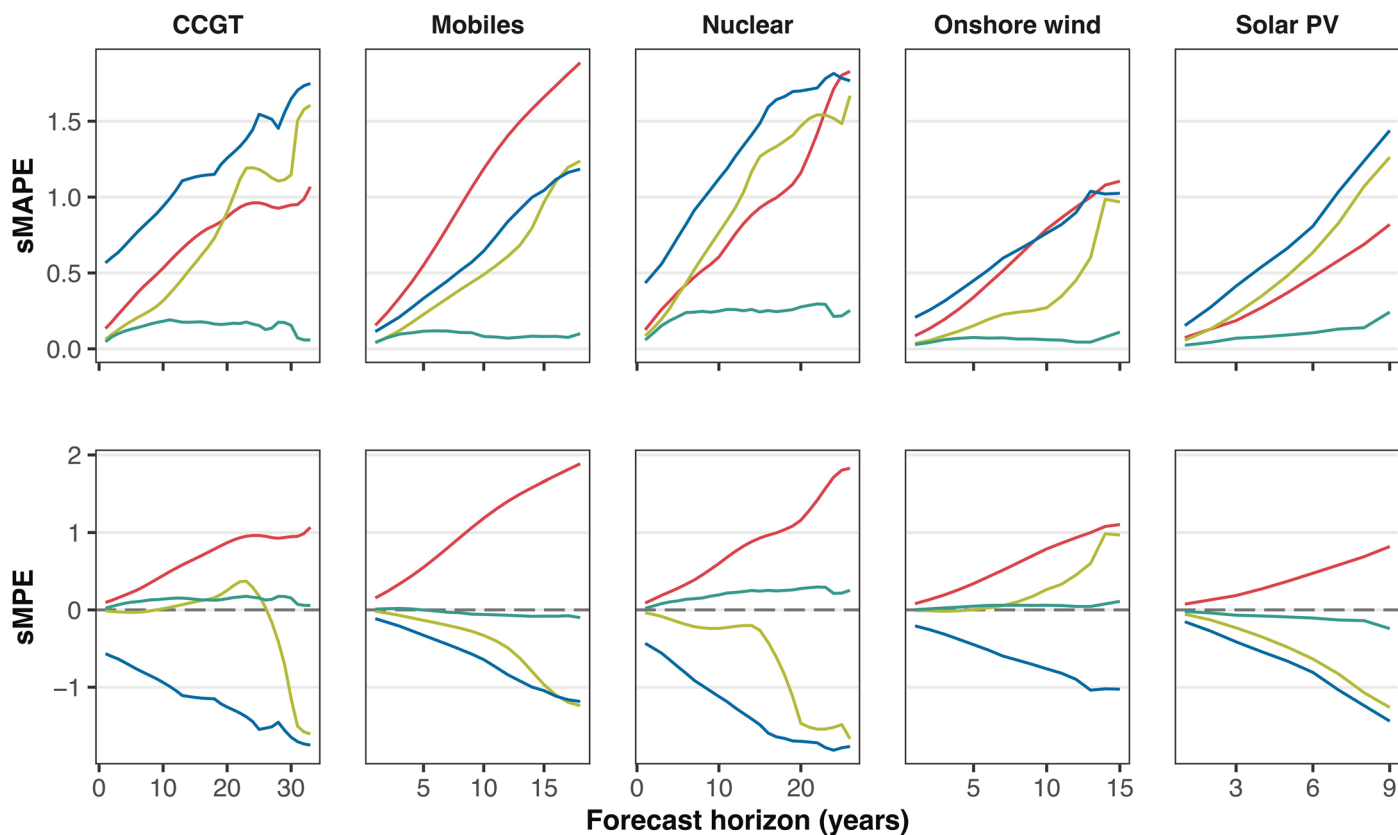 CCGT Mobiles Nuclear Onshore wind Solar PV
sMAPE
1.5
1.0
0.5
0.0
sMPE
2
1
0
−1
0 10 20 30 5 10 15 0 10 20 5 10 15 3 6 9
Forecast horizon (years)